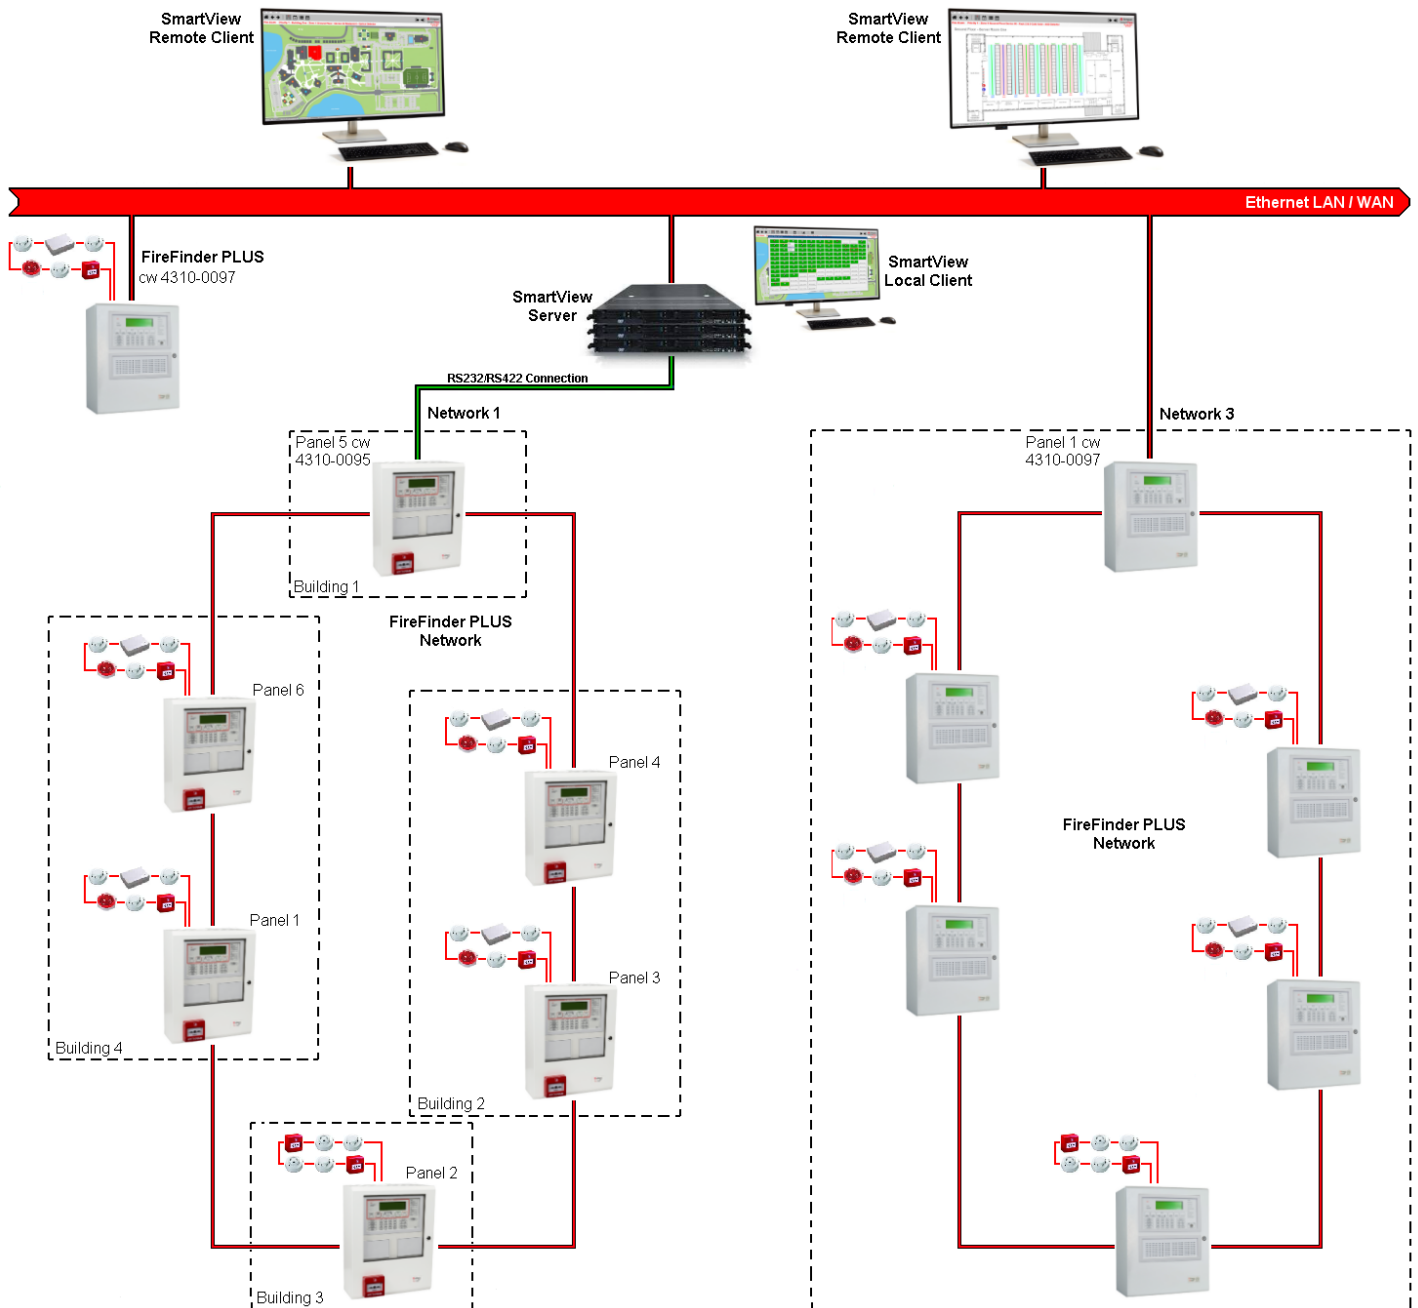 SmartView
Remote Client
SmartView
Remote Client
Ethernet LAN / WAN
FireFinder PLUS
cw 4310-0097
SmartView
Local Client
SmartView
Server
RS232/RS422 Connection
Network 1
Network 3
Panel 5 cw
4310-0095
Panel 1 cw
4310-0097
Building 1
FireFinder PLUS
Network
Panel 6
Panel 4
FireFinder PLUS
Network
Panel 1
Panel 3
Building 4
Building 2
Panel 2
Building 3